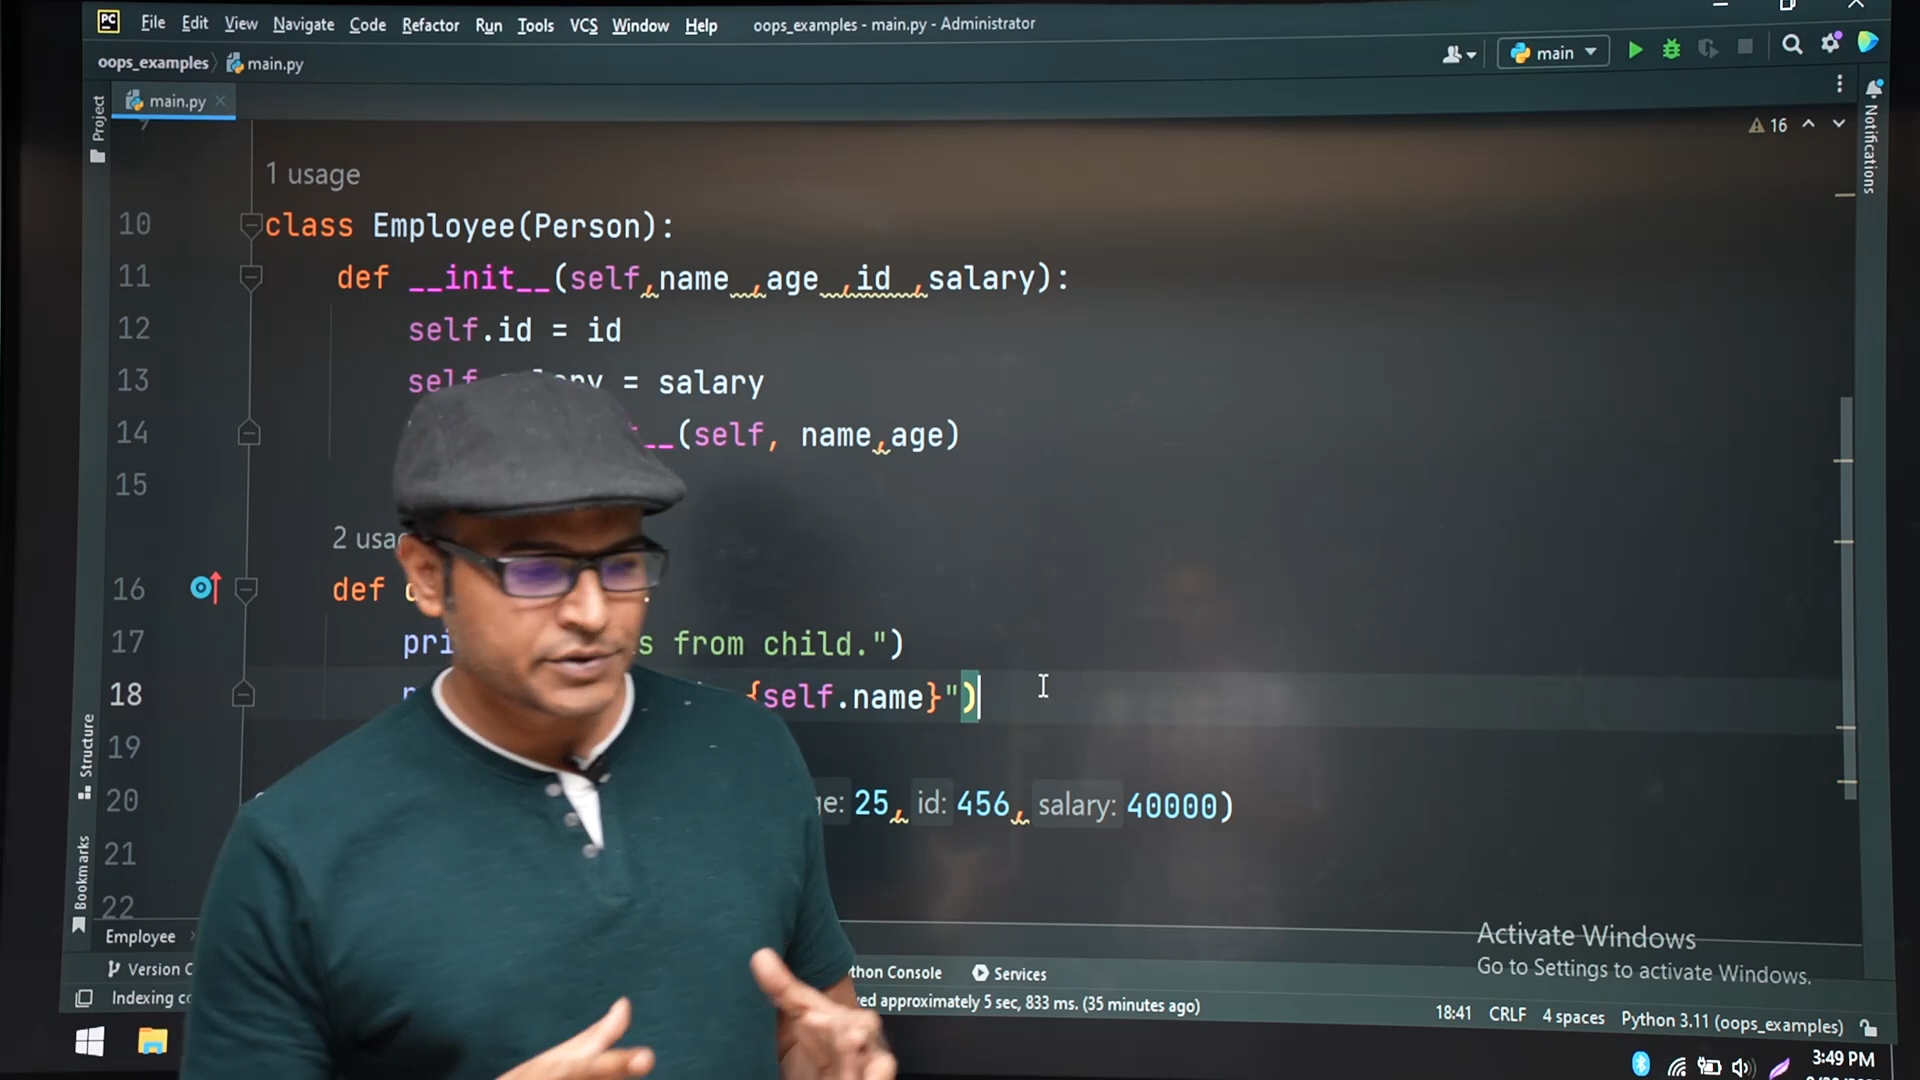 PC File Edit View Navigate Code Refactor Run Tools VCS Window Help oops_examples - main.py - Administrator
oops_examples main.py
main
main.py
Project
Notifications
16
1 usage
10 class Employee(Person):
11 def __init__(self,name ,age ,id ,salary):
12 self.id = id
13 = salary
14 __(self, name,age)
15
2
16 def
17 from child.")
18 {self.name}")
19
20 25, id: 456, salary: 40000)
21
22
Structure
Bookmarks
Employee
Version
Console Services
Indexing
approximately 5 sec, 833 ms. (35 minutes ago)
Activate Windows
Go to Settings to activate Windows.
18:41 CRLF 4 spaces Python 3.11 (oops_examples)
3:49 PM